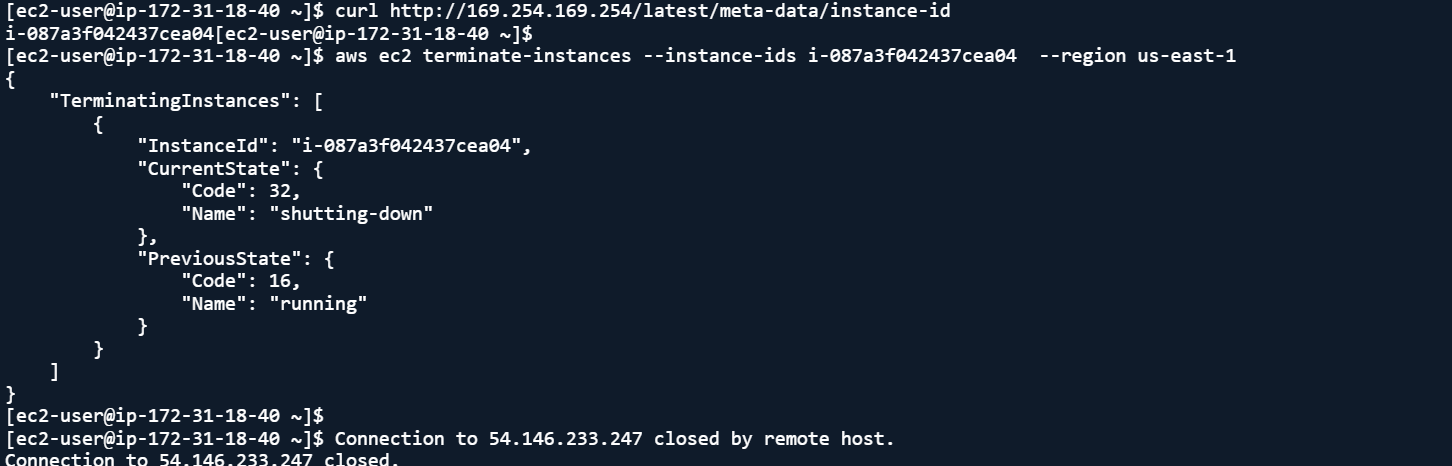 [ec2-user@ip-172-31-18-40 ~]$ curl http://169.254.169.254/latest/meta-data/instance-id
i-087a3f042437cea04[ec2-user@ip-172-31-18-40 ~]$
[ec2-user@ip-172-31-18-40 ~]$ aws ec2 terminate-instances --instance-ids i-087a3f042437cea04  --region us-east-1
{
    "TerminatingInstances": [
        {
            "InstanceId": "i-087a3f042437cea04",
            "CurrentState": {
                "Code": 32,
                "Name": "shutting-down"
            },
            "PreviousState": {
                "Code": 16,
                "Name": "running"
            }
        }
    ]
}
[ec2-user@ip-172-31-18-40 ~]$
[ec2-user@ip-172-31-18-40 ~]$ Connection to 54.146.233.247 closed by remote host.
Connection to 54.146.233.247 closed.